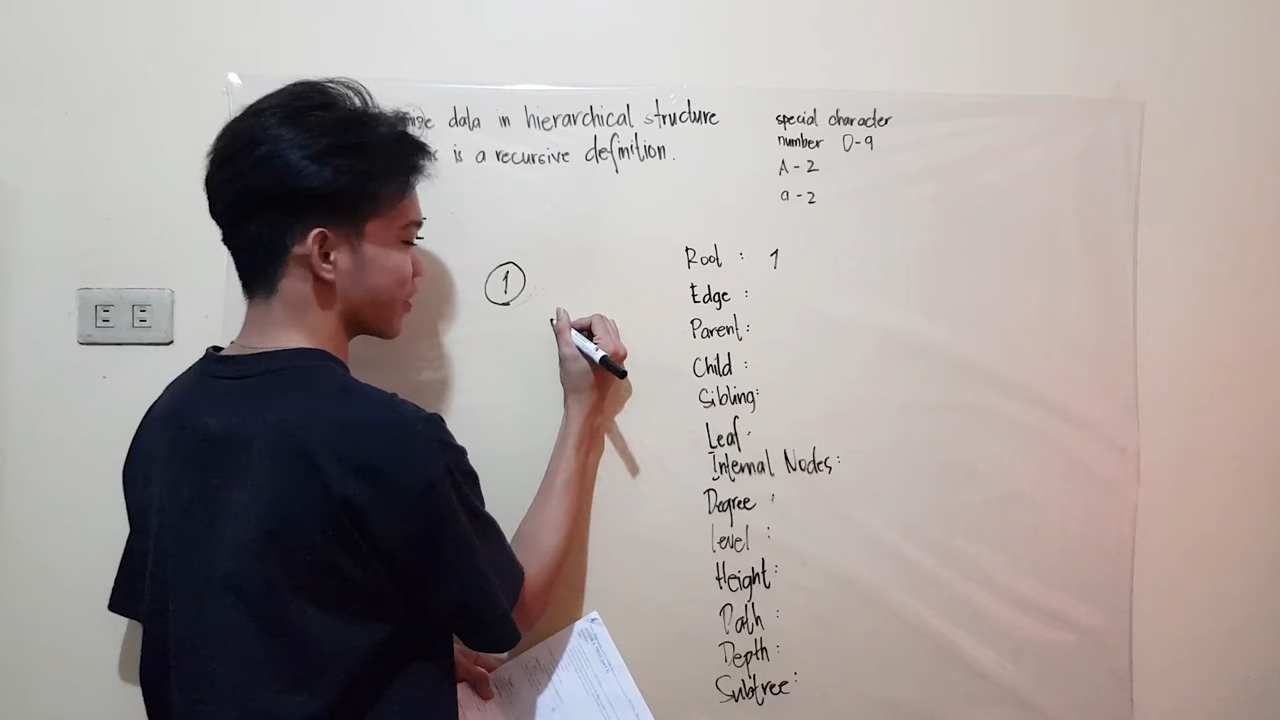 data in hierarchical structure
is a recursive definition.
special character
number 0-9
A - Z
a - z
1
Root : 1
Edge :
Parent:
Child :
Sibling:
Leaf:
Internal Nodes:
Degree :
Level :
Height:
Path :
Depth :
Subtree: